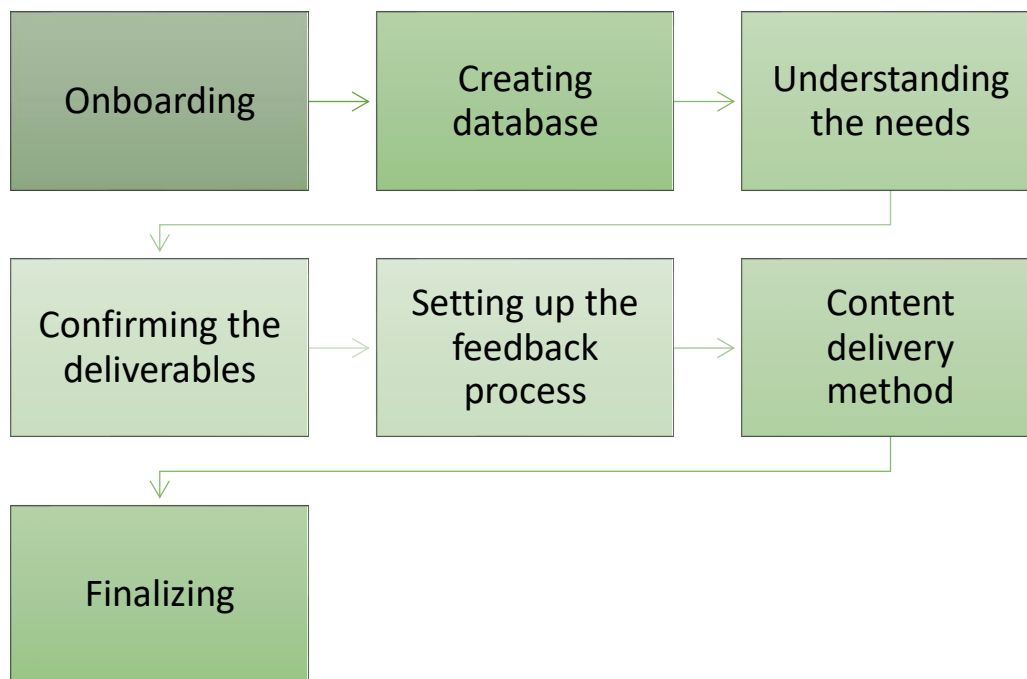 Onboarding
Creating
database
Understanding
the needs
Confirming the
deliverables
Setting up the
feedback
process
Content
delivery
method
Finalizing